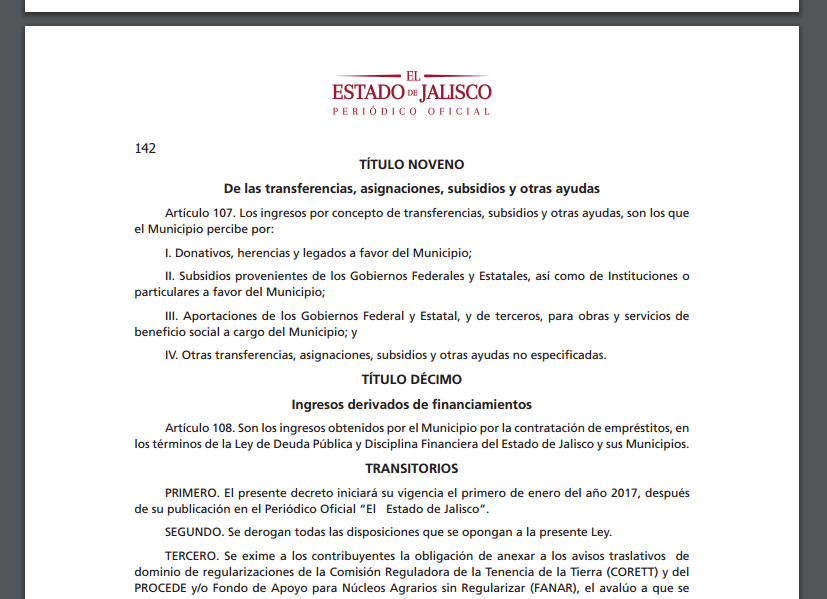 EL
ESTADO DE JALISCO
PERIÓDICO OFICIAL
142
TÍTULO NOVENO
De las transferencias, asignaciones, subsidios y otras ayudas
Artículo 107. Los ingresos por concepto de transferencias, subsidios y otras ayudas, son los que
el Municipio percibe por:
I. Donativos, herencias y legados a favor del Municipio;
II. Subsidios provenientes de los Gobiernos Federales y Estatales, así como de Instituciones o
particulares a favor del Municipio;
III. Aportaciones de los Gobiernos Federal y Estatal, y de terceros, para obras y servicios de
beneficio social a cargo del Municipio; y
IV. Otras transferencias, asignaciones, subsidios y otras ayudas no especificadas.
TÍTULO DÉCIMO
Ingresos derivados de financiamientos
Artículo 108. Son los ingresos obtenidos por el Municipio por la contratación de empréstitos, en
los términos de la Ley de Deuda Pública y Disciplina Financiera del Estado de Jalisco y sus Municipios.
TRANSITORIOS
PRIMERO. El presente decreto iniciará su vigencia el primero de enero del año 2017, después
de su publicación en el Periódico Oficial “El Estado de Jalisco”.
SEGUNDO. Se derogan todas las disposiciones que se opongan a la presente Ley.
TERCERO. Se exime a los contribuyentes la obligación de anexar a los avisos traslativos de
dominio de regularizaciones de la Comisión Reguladora de la Tenencia de la Tierra (CORETT) y del
PROCEDE y/o Fondo de Apoyo para Núcleos Agrarios sin Regularizar (FANAR), el avalúo a que se